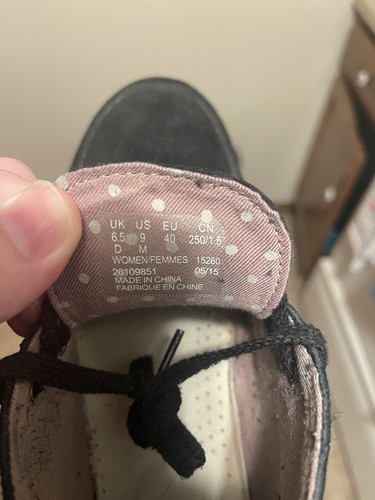 UK US EU CN
6.5 9 40 250/1.5
D M
WOMEN/FEMMES 15260
26109851 05/15
MADE IN CHINA
FABRIQUE EN CHINE